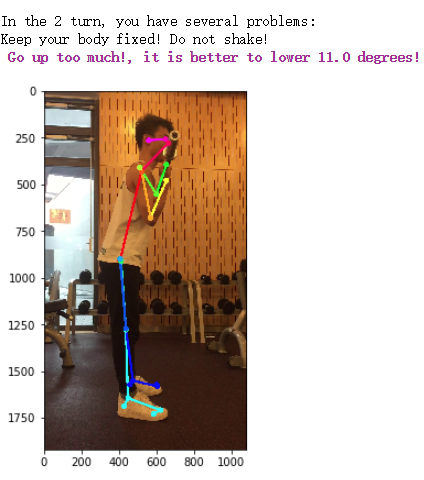 In the 2 turn, you have several problems:
Keep your body fixed! Do not shake!
Go up too much!, it is better to lower 11.0 degrees!
0
250
500
750
1000
1250
1500
1750
0 200 400 600 800 1000